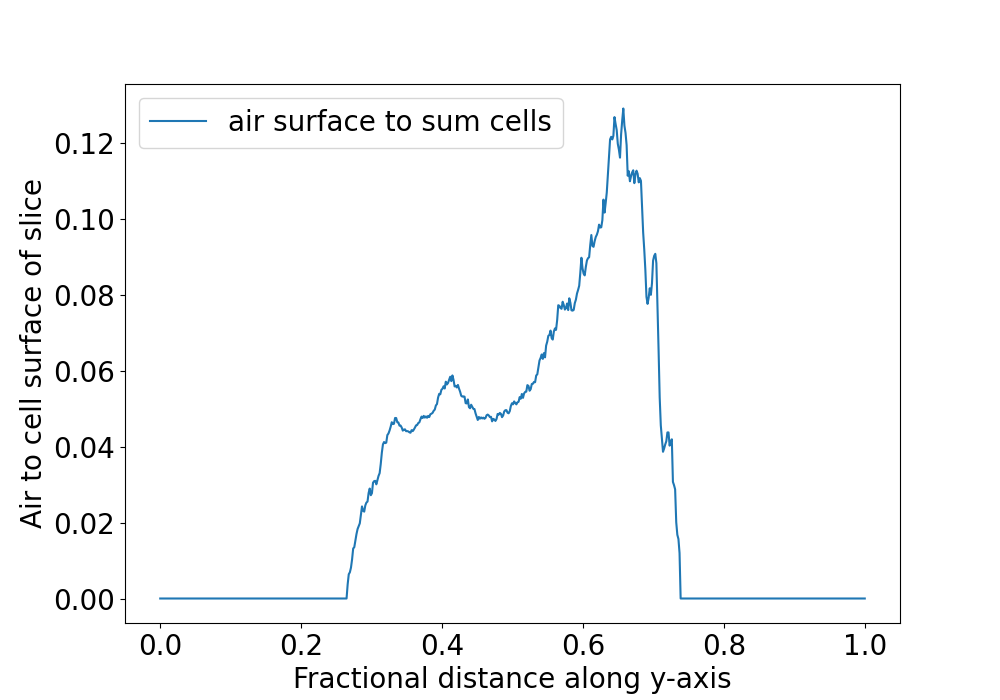 air surface to sum cells
Air to cell surface of slice
0.12
0.10
0.08
0.06
0.04
0.02
0.00
0.0 0.2 0.4 0.6 0.8 1.0
Fractional distance along y-axis